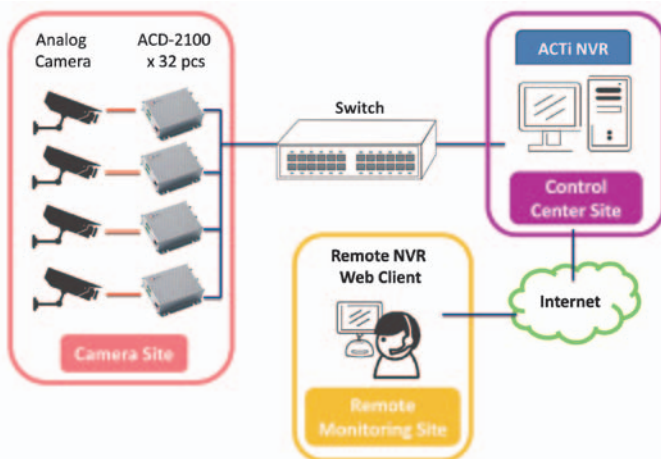 Analog
Camera
ACD-2100
x 32 pcs
Switch
ACTi NVR
Control
Center Site
Remote NVR
Web Client
Internet
Camera Site
Remote
Monitoring Site